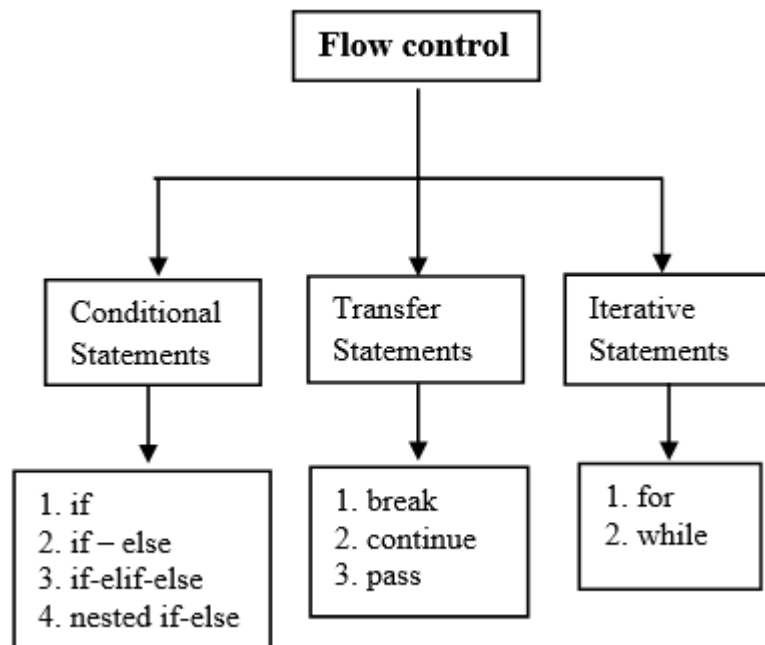 Flow control
Conditional
Statements
Transfer
Statements
Iterative
Statements
1. if
2. if – else
3. if-elif-else
4. nested if-else
1. break
2. continue
3. pass
1. for
2. while